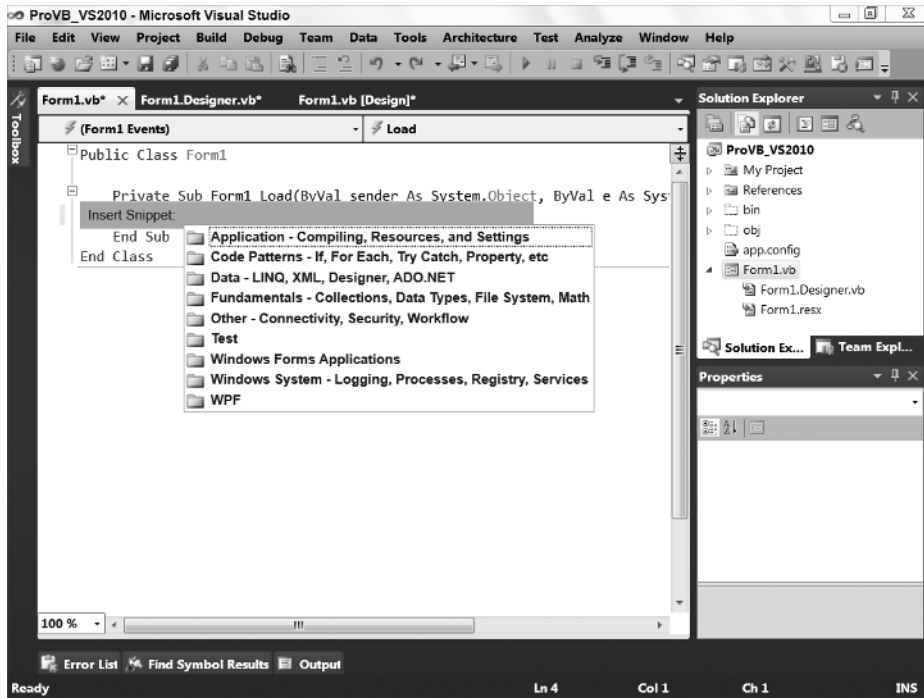 ProVB_VS2010 - Microsoft Visual Studio
File Edit View Project Build Debug Team Data Tools Architecture Test Analyze Window Help
Toolbox
Form1.vb* Form1.Designer.vb* Form1.vb [Design]*
(Form1 Events) Load
Public Class Form1
Private Sub Form1_Load(ByVal sender As System.Object, ByVal e As Sys
Insert Snippet:
End Sub
End Class
Application - Compiling, Resources, and Settings
Code Patterns - If, For Each, Try Catch, Property, etc
Data - LINQ, XML, Designer, ADO.NET
Fundamentals - Collections, Data Types, File System, Math
Other - Connectivity, Security, Workflow
Test
Windows Forms Applications
Windows System - Logging, Processes, Registry, Services
WPF
100 %
Solution Explorer
ProVB_VS2010
My Project
References
bin
obj
app.config
Form1.vb
Form1.Designer.vb
Form1.resx
Solution Ex... Team Expl...
Properties
Error List Find Symbol Results Output
Ready Ln 4 Col 1 Ch 1 INS